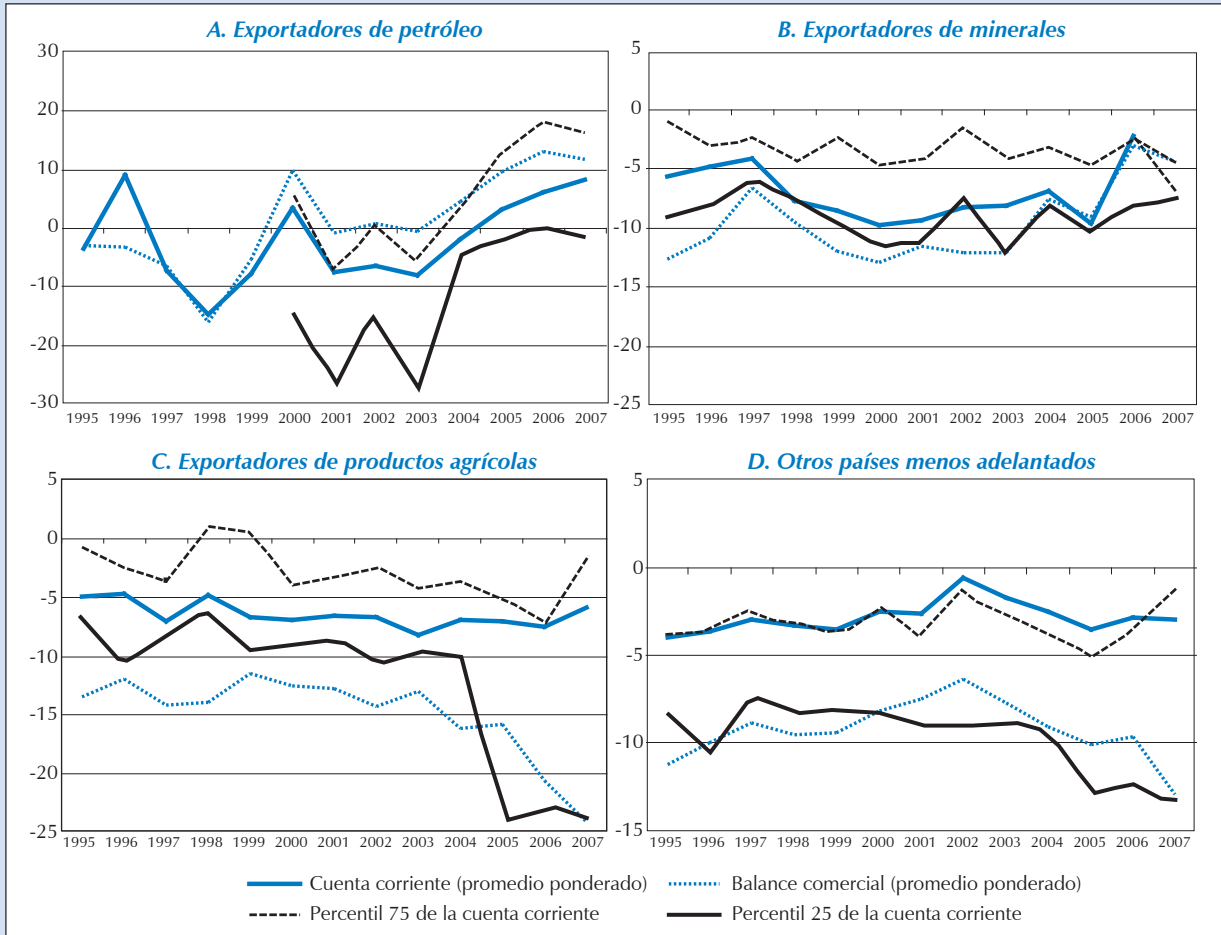 A. Exportadores de petróleo
30
20
10
0
-10
-20
-30
1995 1996 1997 1998 1999 2000 2001 2002 2003 2004 2005 2006 2007
B. Exportadores de minerales
5
0
-5
-10
-15
-20
-25
1995 1996 1997 1998 1999 2000 2001 2002 2003 2004 2005 2006 2007
C. Exportadores de productos agrícolas
5
0
-5
-10
-15
-20
-25
1995 1996 1997 1998 1999 2000 2001 2002 2003 2004 2005 2006 2007
D. Otros países menos adelantados
5
0
-5
-10
-15
1995 1996 1997 1998 1999 2000 2001 2002 2003 2004 2005 2006 2007
Cuenta corriente (promedio ponderado)
Balance comercial (promedio ponderado)
Percentil 75 de la cuenta corriente
Percentil 25 de la cuenta corriente